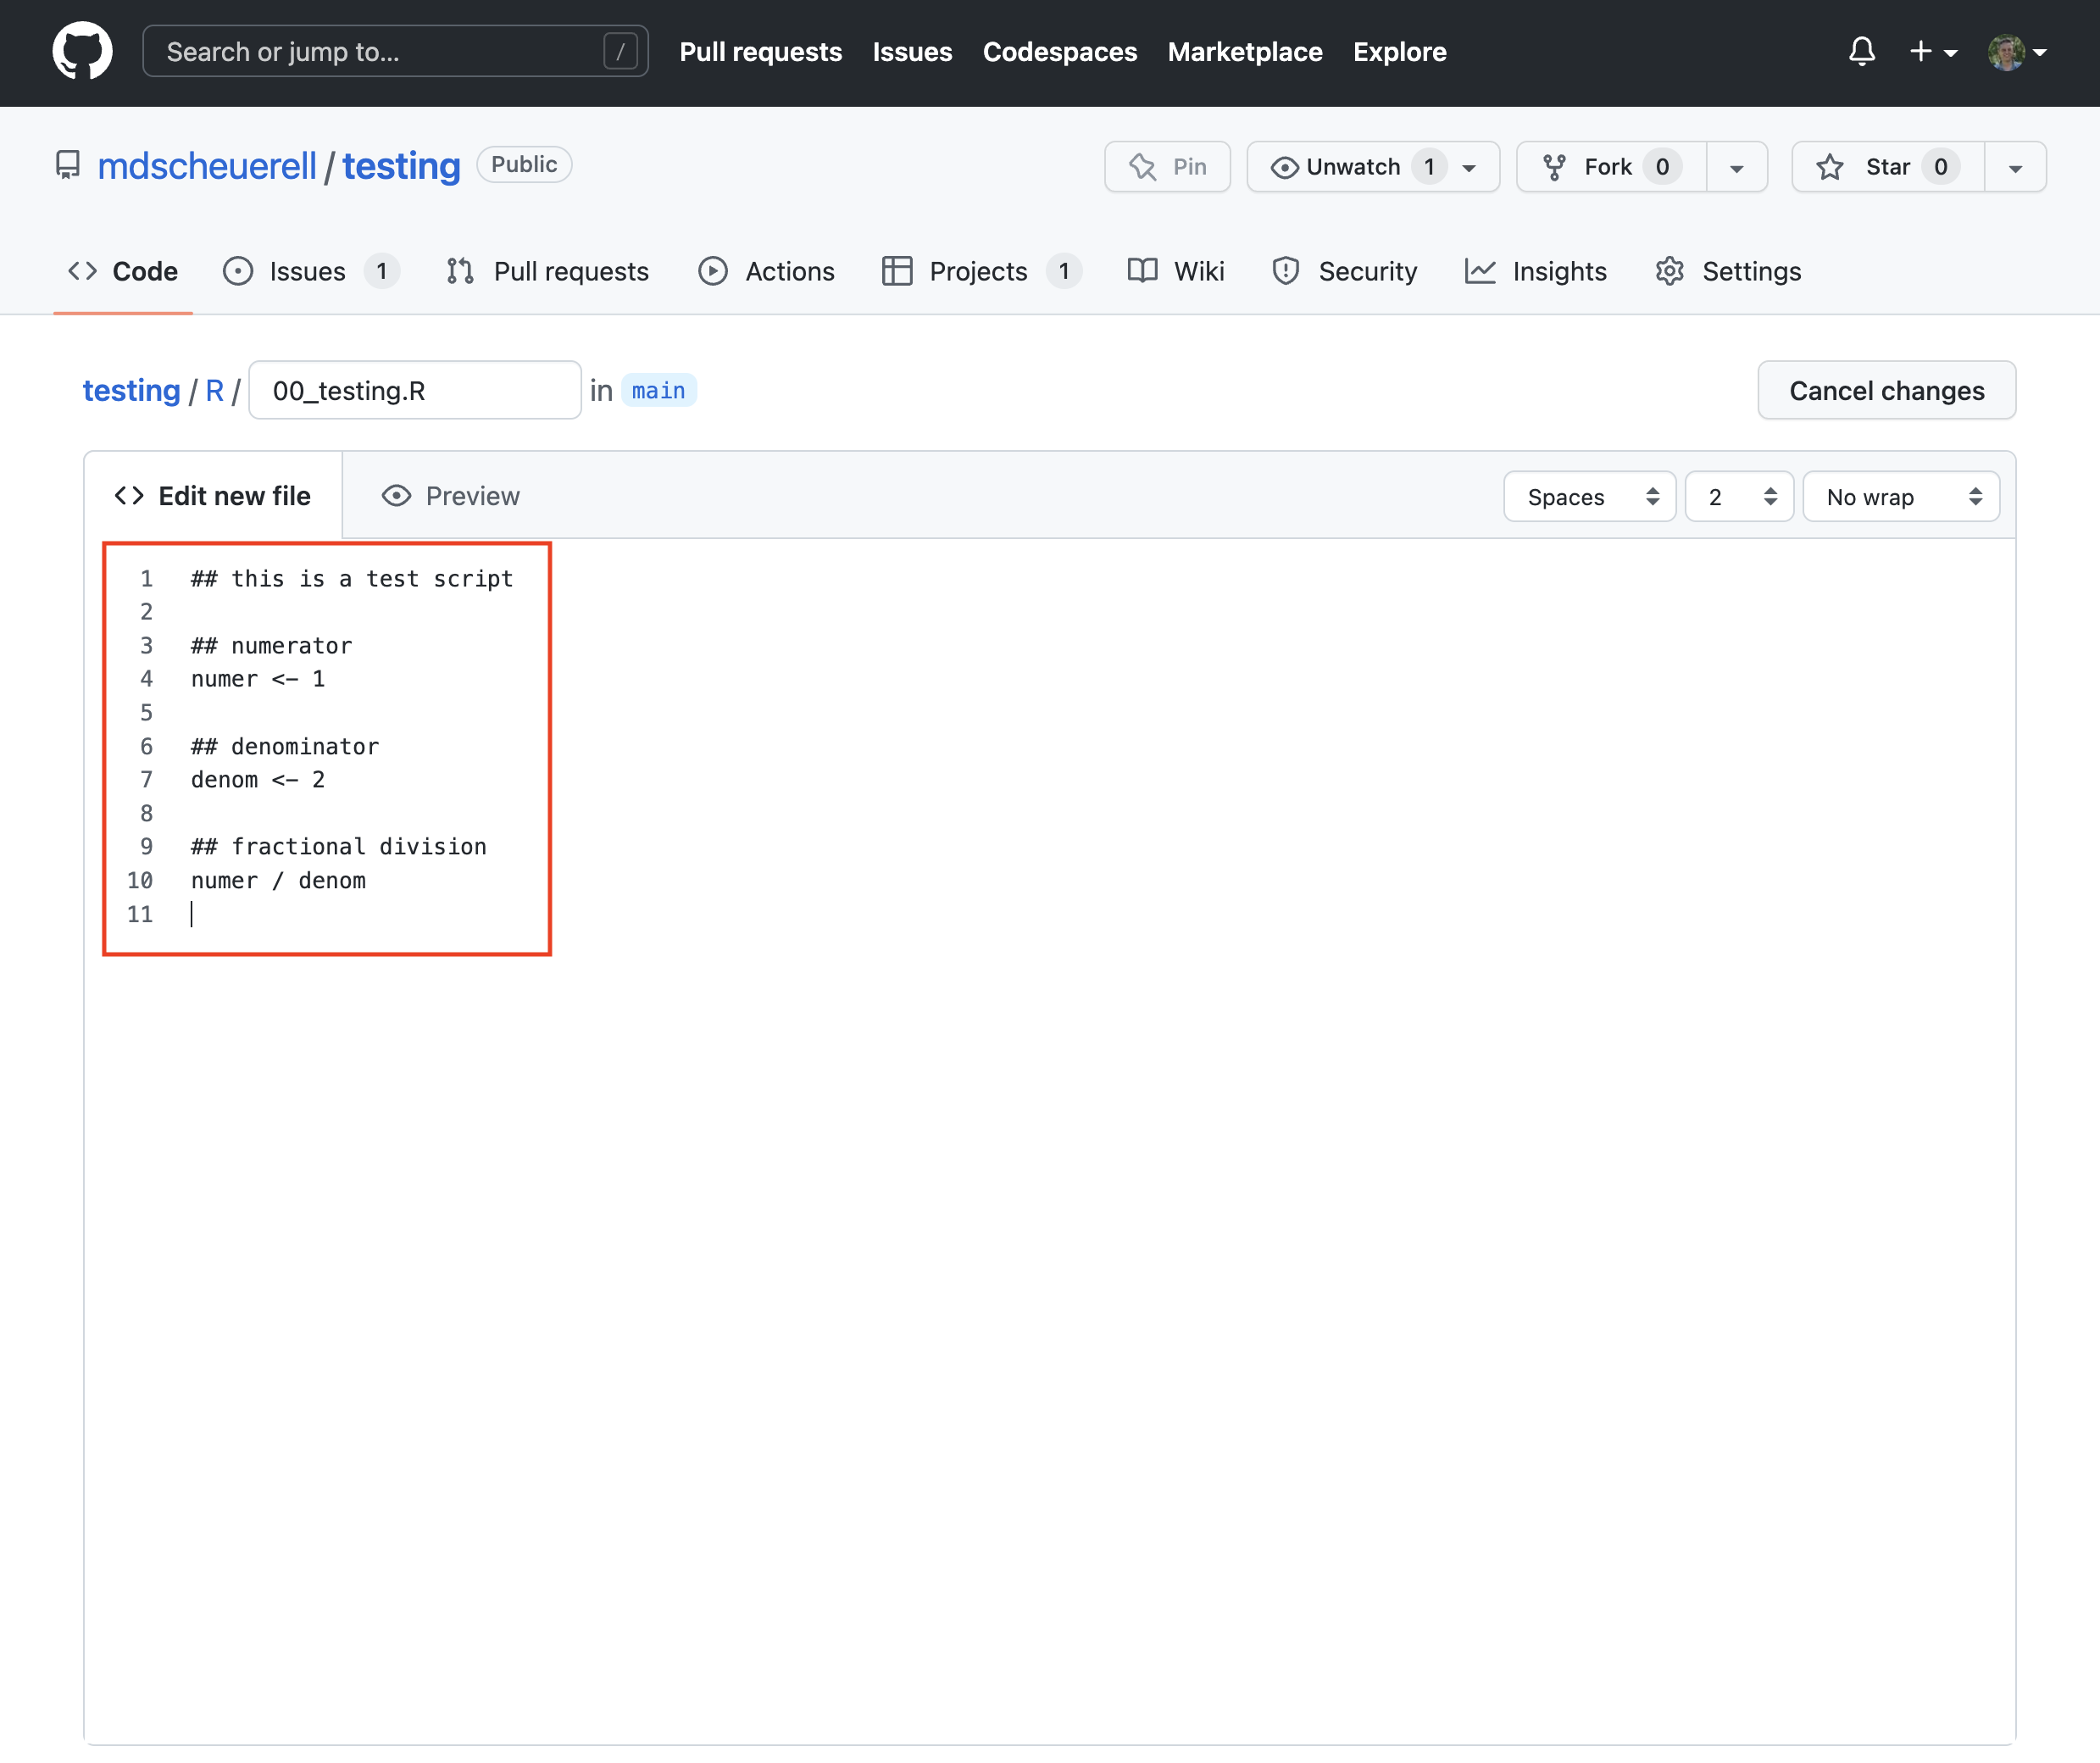 Search or jump to... / Pull requests Issues Codespaces Marketplace Explore
mdscheuerell / testing Public Pin Unwatch 1 Fork 0 Star 0
Code Issues 1 Pull requests Actions Projects 1 Wiki Security Insights Settings
testing / R / 00_testing.R in main Cancel changes
Edit new file Preview Spaces 2 No wrap
1 ## this is a test script
2
3 ## numerator
4 numer <- 1
5
6 ## denominator
7 denom <- 2
8
9 ## fractional division
10 numer / denom
11